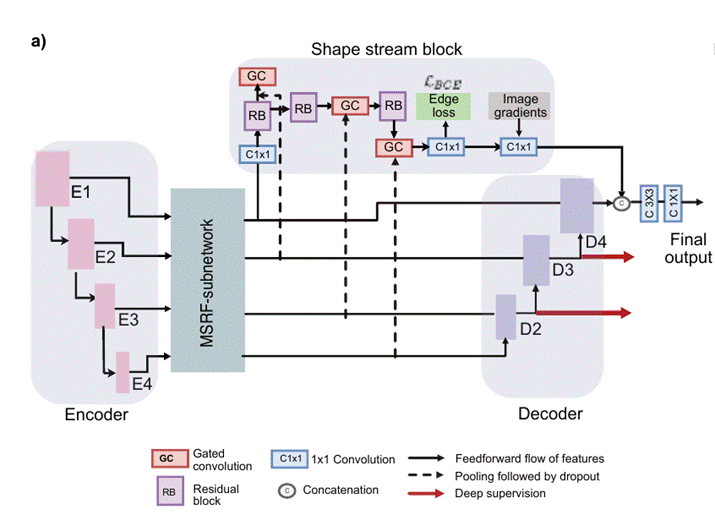 a)
Shape stream block
GC
RB
RB
GC
RB
ℒBCE
Edge
loss
Image
gradients
C1x1
GC
C1x1
C1x1
E1
E2
E3
E4
Encoder
MSRF-subnetwork
D4
D3
D2
Decoder
C
C 3X3
C 1X1
Final
output
GC
Gated
convolution
C1x1
1x1 Convolution
Feedforward flow of features
RB
Residual
block
C
Concatenation
Pooling followed by dropout
Deep supervision